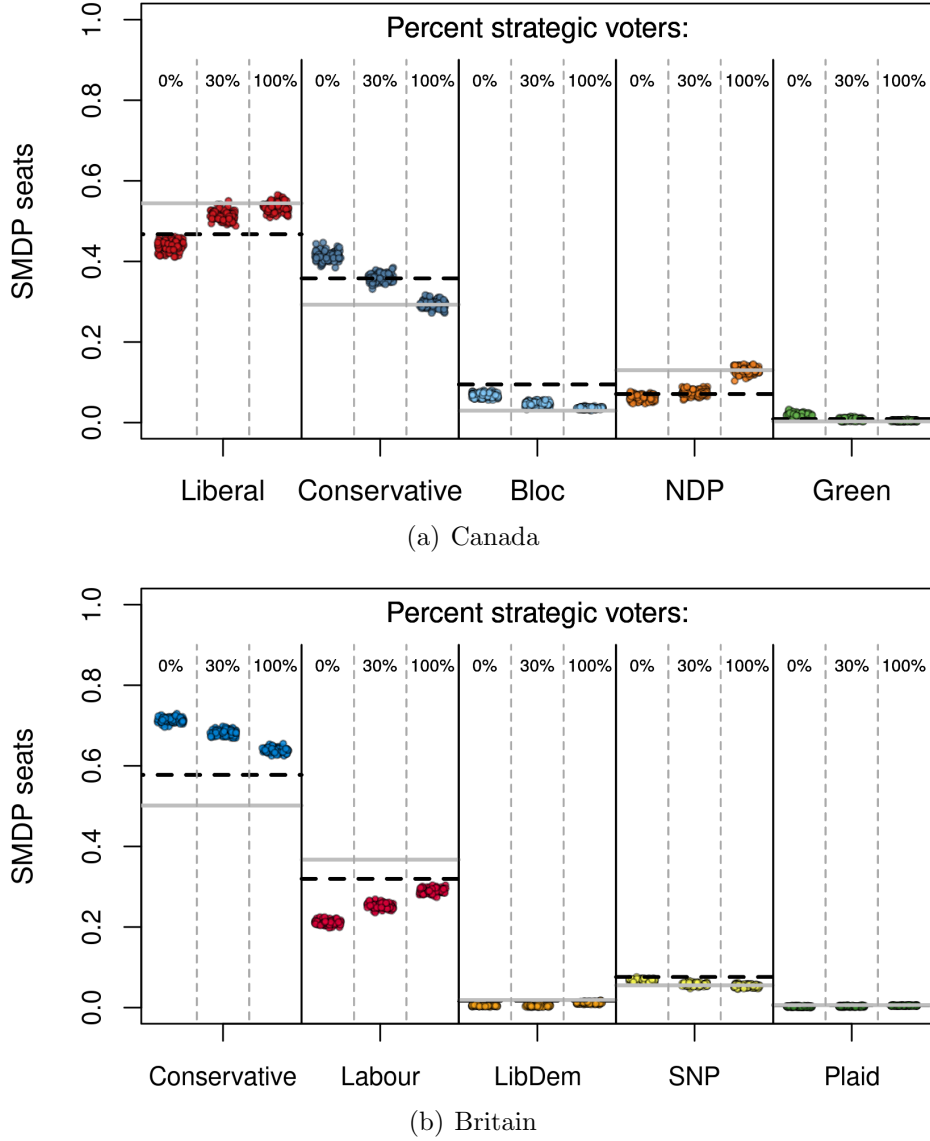 Percent strategic voters:
0% 30% 100% 0% 30% 100% 0% 30% 100% 0% 30% 100% 0% 30% 100%
SMDP seats
1.0
0.8
0.6
0.4
0.2
0.0
Liberal Conservative Bloc NDP Green
(a) Canada
Percent strategic voters:
0% 30% 100% 0% 30% 100% 0% 30% 100% 0% 30% 100% 0% 30% 100%
SMDP seats
1.0
0.8
0.6
0.4
0.2
0.0
Conservative Labour LibDem SNP Plaid
(b) Britain